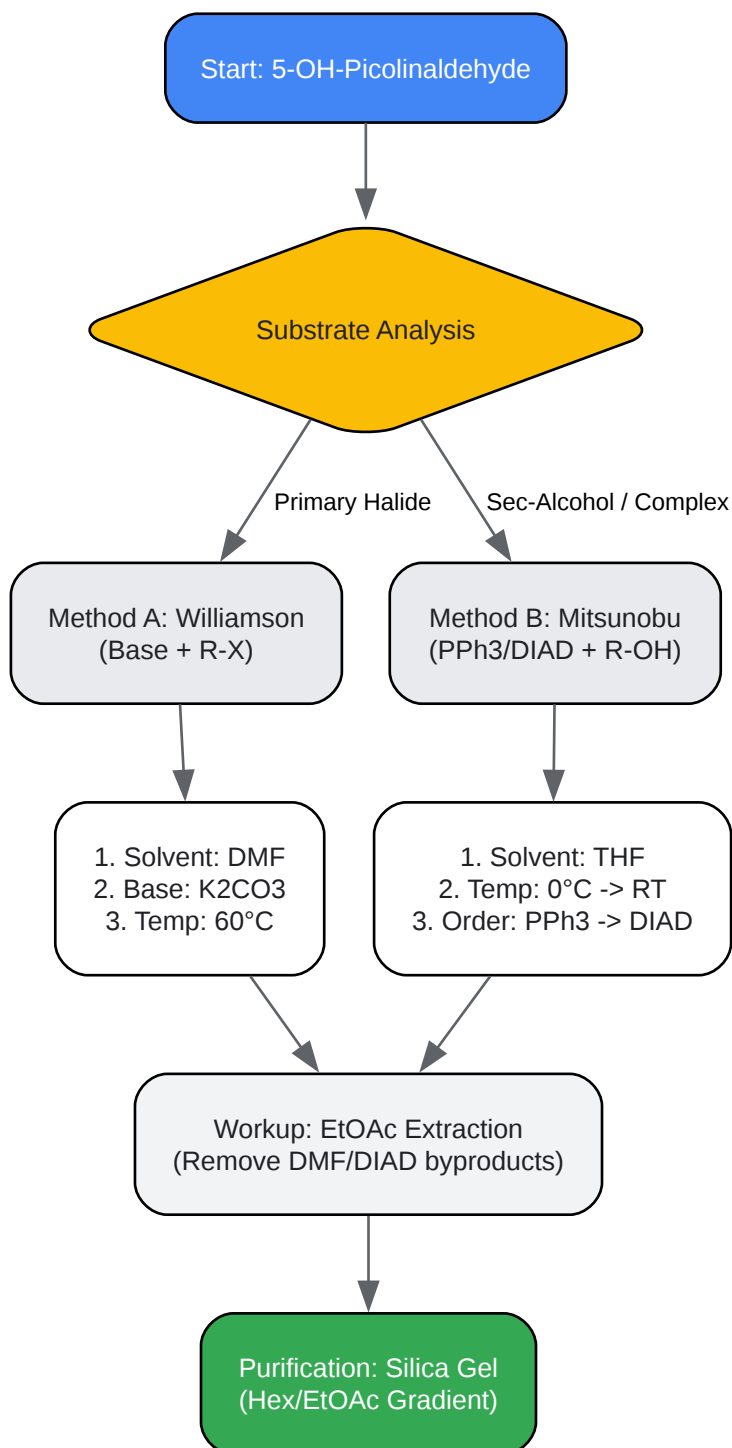 Start: 5-OH-Picolinaldehyde
Substrate Analysis
Primary Halide
Sec-Alcohol / Complex
Method A: Williamson
(Base + R-X)
Method B: Mitsunobu
(PPh3/DIAD + R-OH)
1. Solvent: DMF
2. Base: K2CO3
3. Temp: 60°C
1. Solvent: THF
2. Temp: 0°C -> RT
3. Order: PPh3 -> DIAD
Workup: EtOAc Extraction
(Remove DMF/DIAD byproducts)
Purification: Silica Gel
(Hex/EtOAc Gradient)